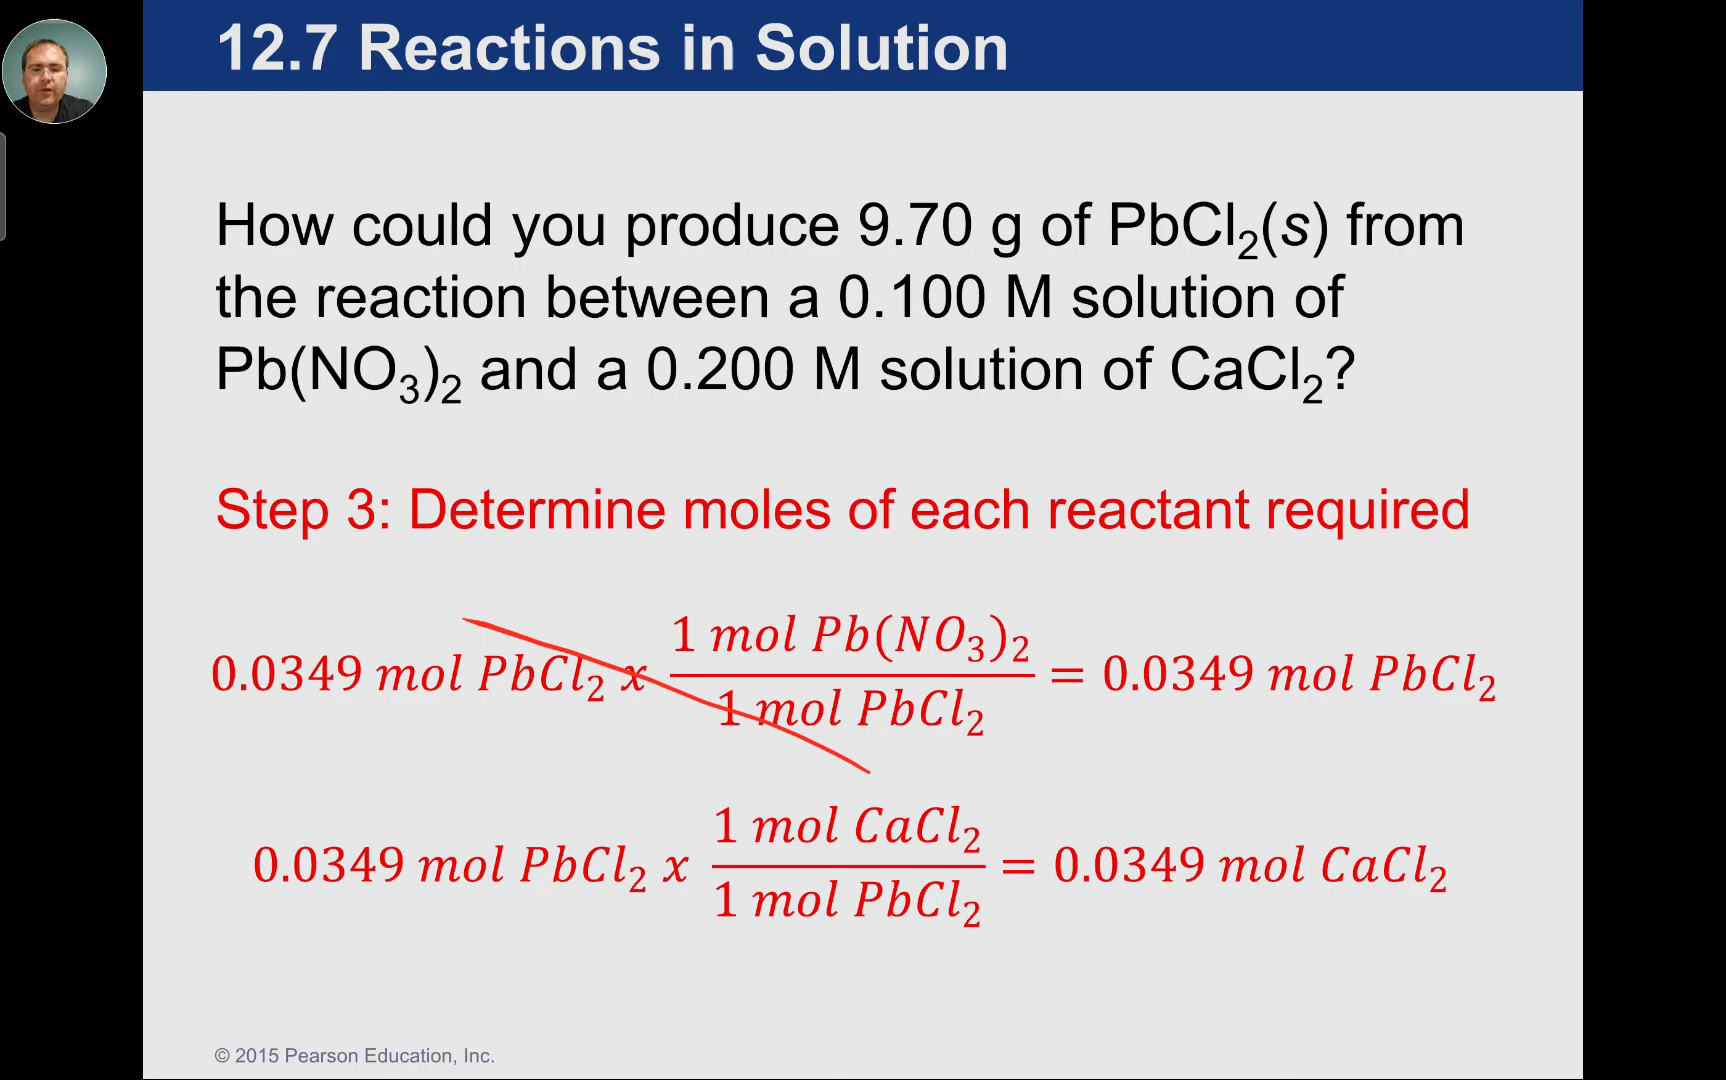 12.7 Reactions in Solution
How could you produce 9.70 g of PbCl₂(s) from
the reaction between a 0.100 M solution of
Pb(NO₃)₂ and a 0.200 M solution of CaCl₂?
Step 3: Determine moles of each reactant required
0.0349 mol PbCl₂ x (1 mol Pb(NO₃)₂)/(1 mol PbCl₂) = 0.0349 mol PbCl₂
0.0349 mol PbCl₂ x (1 mol CaCl₂)/(1 mol PbCl₂) = 0.0349 mol CaCl₂
© 2015 Pearson Education, Inc.